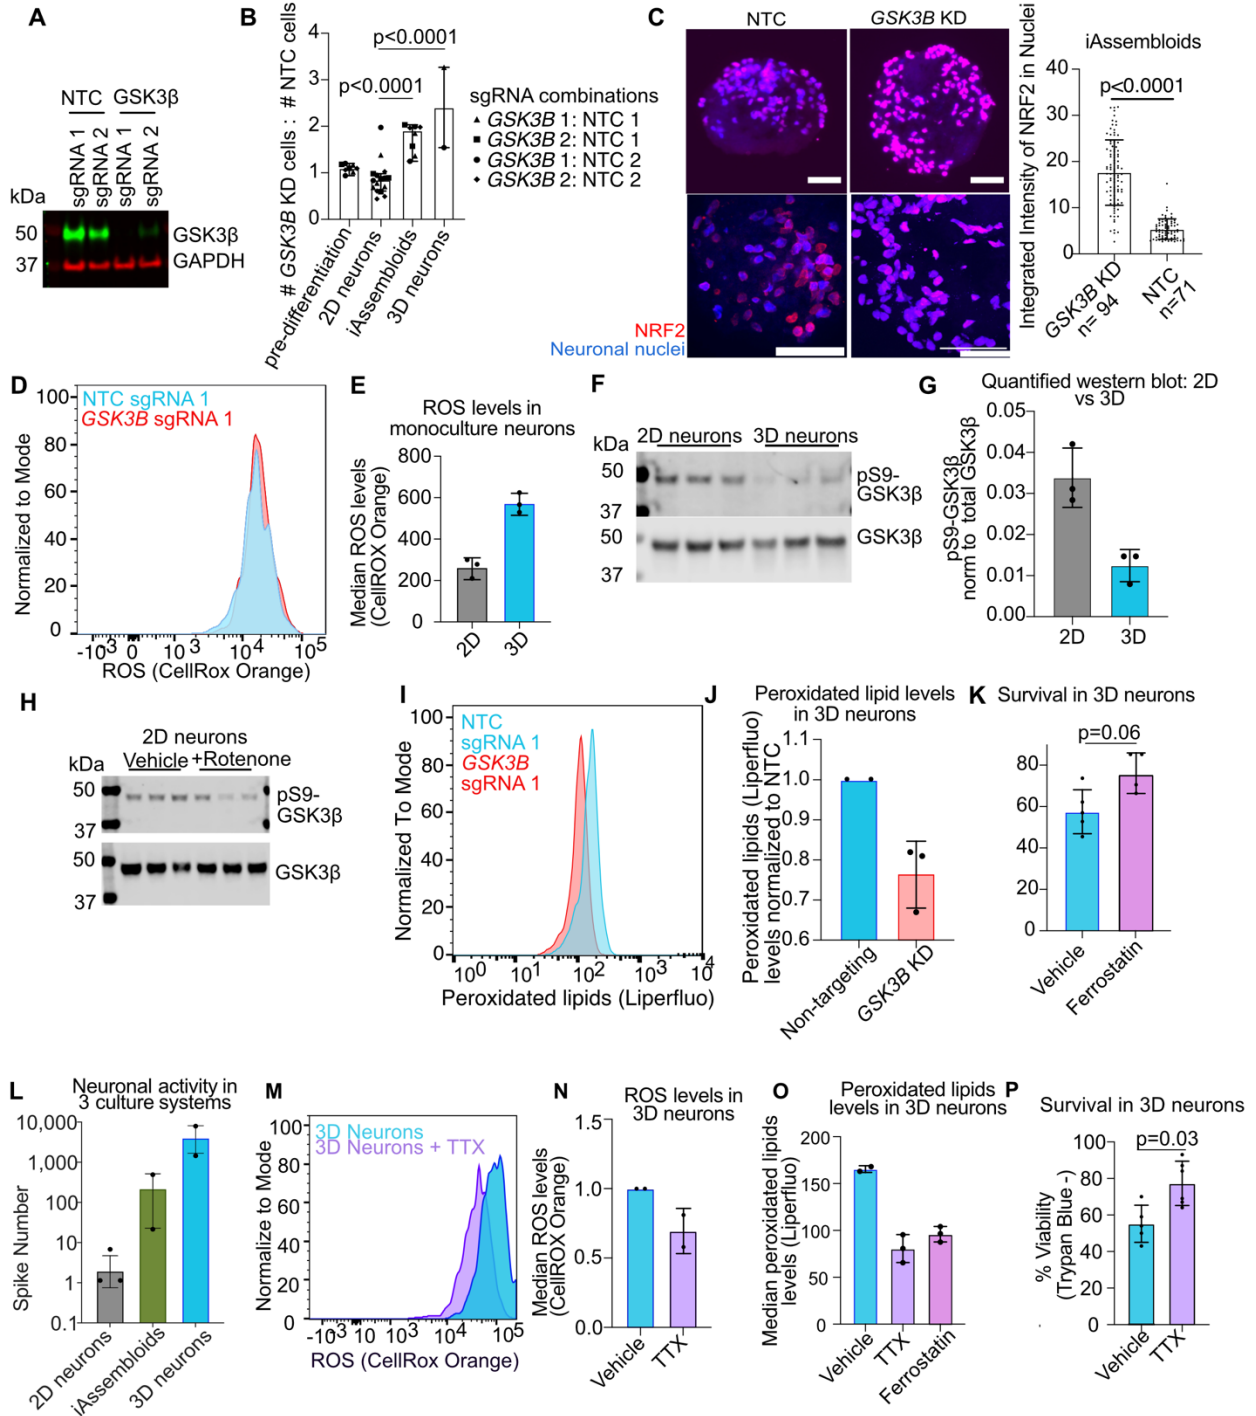 A
NTC GSK3β
sgRNA 1
sgRNA 2
sgRNA 1
sgRNA 2
kDa
50
37
GSK3β
GAPDH
B
# GSK3B KD cells : # NTC cells
4
3
2
1
0
p<0.0001
p<0.0001
pre-differentiation
2D neurons
iAssembloids
3D neurons
sgRNA combinations
▲ GSK3B 1: NTC 1
■ GSK3B 2: NTC 1
● GSK3B 1: NTC 2
◆ GSK3B 2: NTC 2
C
NTC
GSK3B KD
NRF2
Neuronal nuclei
iAssembloids
Integrated Intensity of NRF2 in Nuclei
40
30
20
10
0
p<0.0001
GSK3B KD
n= 94
NTC
n=71
D
NTC sgRNA 1
GSK3B sgRNA 1
Normalized to Mode
100
80
60
40
20
0
-10³ 0 10³ 10⁴ 10⁵
ROS (CellRox Orange)
E
ROS levels in
monoculture neurons
Median ROS levels
(CellROX Orange)
800
600
400
200
0
2D
3D
F
2D neurons 3D neurons
kDa
50
37
pS9-
GSK3β
GSK3β
37
G
Quantified western blot: 2D
vs 3D
pS9-GSK3β
norm to total GSK3β
0.05
0.04
0.03
0.02
0.01
0.00
2D
3D
H
2D neurons
Vehicle +Rotenone
kDa
50
37
pS9-
GSK3β
50
37
GSK3β
I
NTC
sgRNA 1
GSK3B
sgRNA 1
Normalized To Mode
100
80
60
40
20
0
10⁰ 10¹ 10² 10³ 10⁴
Peroxidated lipids (Liperfluo)
J
Peroxidated lipid levels
in 3D neurons
Peroxidated lipids (Liperfluo)
levels normalized to NTC
1.1
1.0
0.9
0.8
0.7
0.6
Non-targeting
GSK3B KD
K
Survival in 3D neurons
p=0.06
80
60
40
20
0
Vehicle
Ferrostatin
L
Neuronal activity in
3 culture systems
Spike Number
10,000
1,000
100
10
1
0.1
2D neurons
iAssembloids
3D neurons
M
3D Neurons
3D Neurons + TTX
Normalize to Mode
100
80
60
40
20
0
-10³ 0 10³ 10⁴ 10⁵
ROS (CellRox Orange)
N
ROS levels in
3D neurons
Median ROS levels
(CellROX Orange)
1.5
1.0
0.5
0.0
Vehicle
TTX
O
Peroxidated lipids
levels in 3D neurons
Median peroxidated lipids
levels (Liperfluo)
200
150
100
50
0
Vehicle
TTX
Ferrostatin
P
Survival in 3D neurons
% Viability
(Trypan Blue -)
100
80
60
40
20
0
p=0.03
Vehicle
TTX